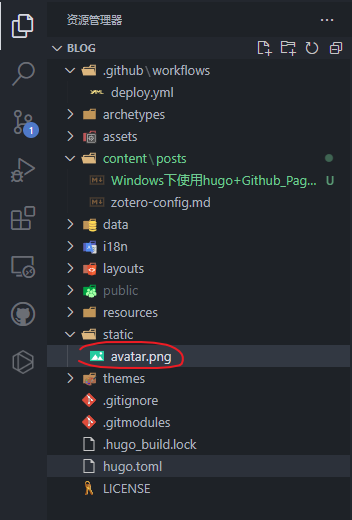 资源管理器
BLOG
.github\workflows
deploy.yml
archetypes
assets
content\posts
Windows下使用hugo+Github_Pag... U
zotero-config.md
data
i18n
layouts
public
resources
static
avatar.png
themes
.gitignore
.gitmodules
.hugo_build.lock
hugo.toml
LICENSE
1